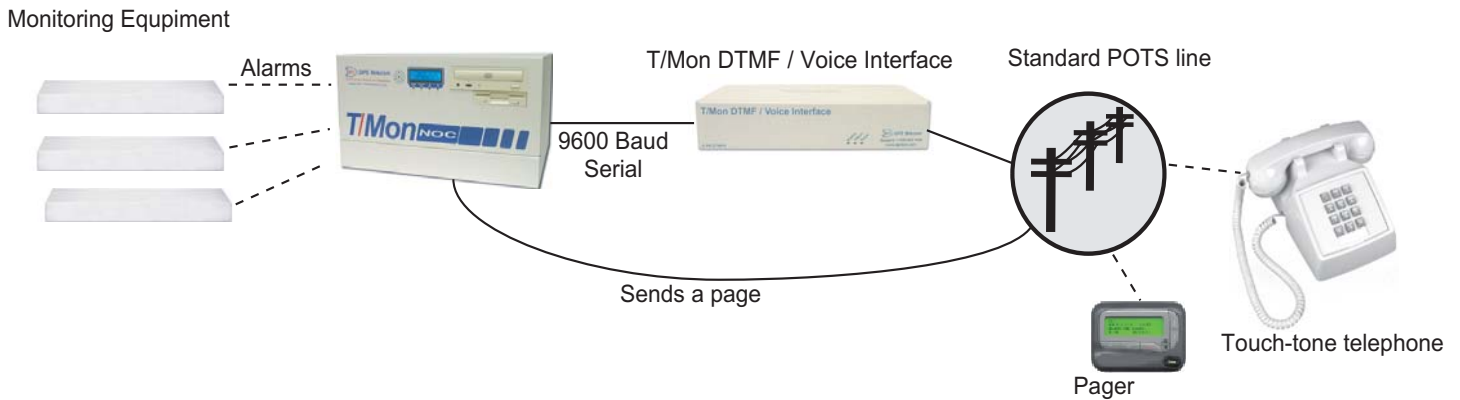 Monitoring Equpiment
Alarms
T/Mon NOC
9600 Baud
Serial
T/Mon DTMF / Voice Interface
T/Mon DTMF / Voice Interface
Standard POTS line
Sends a page
Pager
Touch-tone telephone